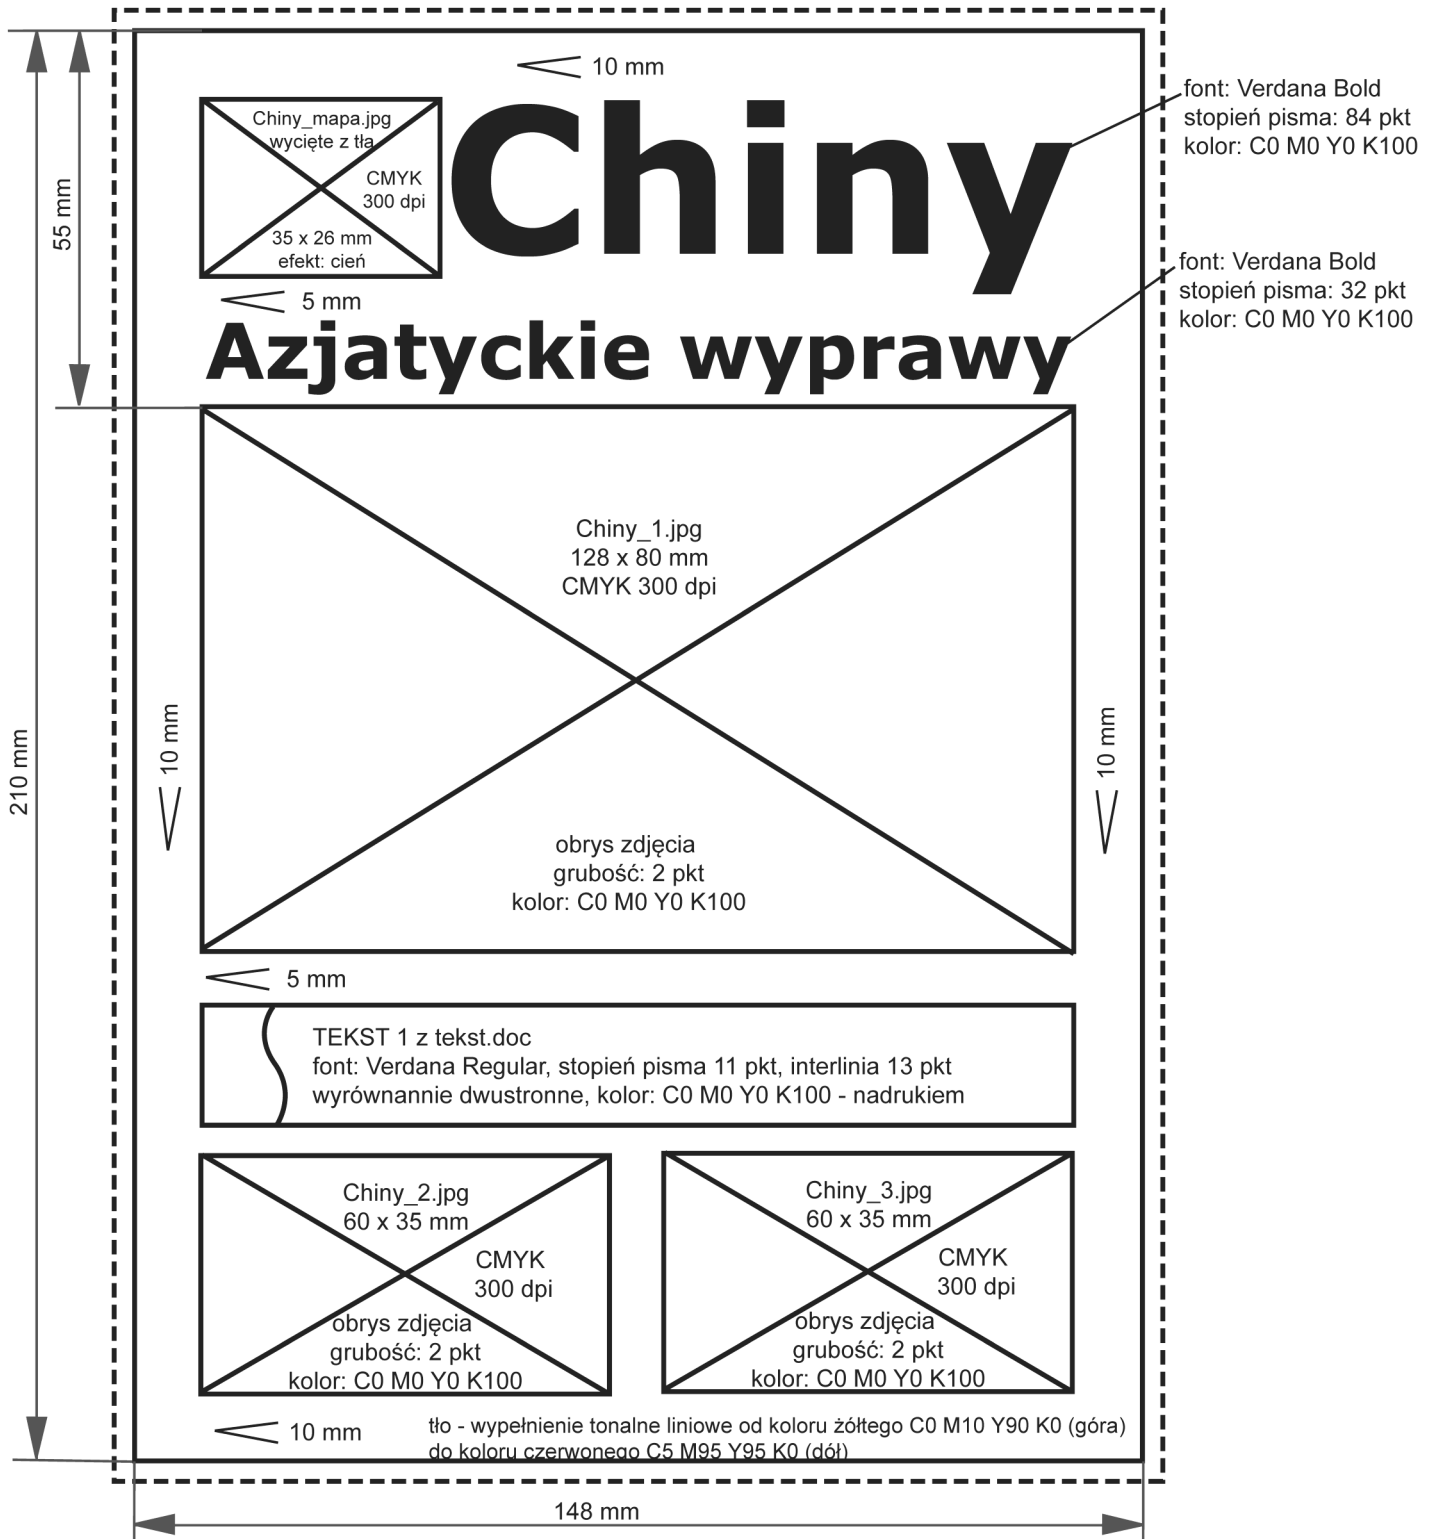 10 mm
Chiny_mapa.jpg
wycięte z tła
CMYK
300 dpi
35 x 26 mm
efekt: cień
Chiny
font: Verdana Bold
stopień pisma: 84 pkt
kolor: C0 M0 Y0 K100
55 mm
5 mm
Azjatyckie wyprawy
font: Verdana Bold
stopień pisma: 32 pkt
kolor: C0 M0 Y0 K100
Chiny_1.jpg
128 x 80 mm
CMYK 300 dpi
210 mm
10 mm
10 mm
obrys zdjęcia
grubość: 2 pkt
kolor: C0 M0 Y0 K100
5 mm
TEKST 1 z tekst.doc
font: Verdana Regular, stopień pisma 11 pkt, interlinia 13 pkt
wyrównannie dwustronne, kolor: C0 M0 Y0 K100 - nadrukiem
Chiny_2.jpg
60 x 35 mm
CMYK
300 dpi
obrys zdjęcia
grubość: 2 pkt
kolor: C0 M0 Y0 K100
Chiny_3.jpg
60 x 35 mm
CMYK
300 dpi
obrys zdjęcia
grubość: 2 pkt
kolor: C0 M0 Y0 K100
10 mm
tło - wypełnienie tonalne liniowe od koloru żółtego C0 M10 Y90 K0 (góra)
do koloru czerwonego C5 M95 Y95 K0 (dół)
148 mm